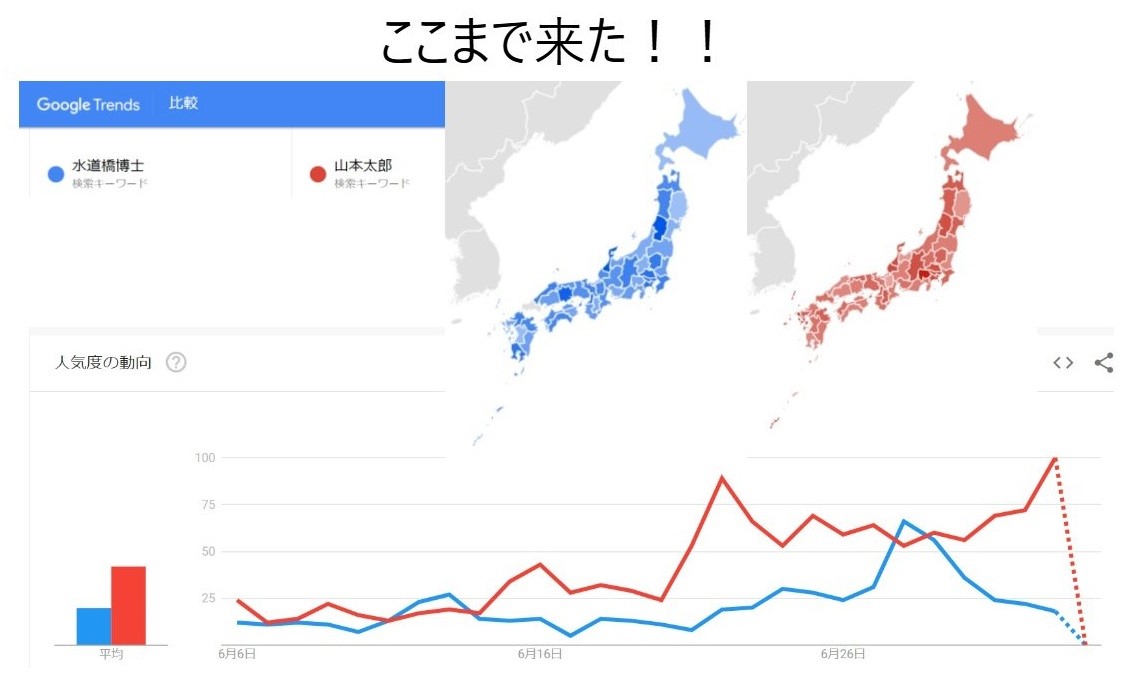 ここまで来た！！
Google Trends 比較
水道橋博士
検索キーワード
山本太郎
検索キーワード
人気度の動向 ?
100
75
50
25
平均
6月6日 6月16日 6月26日